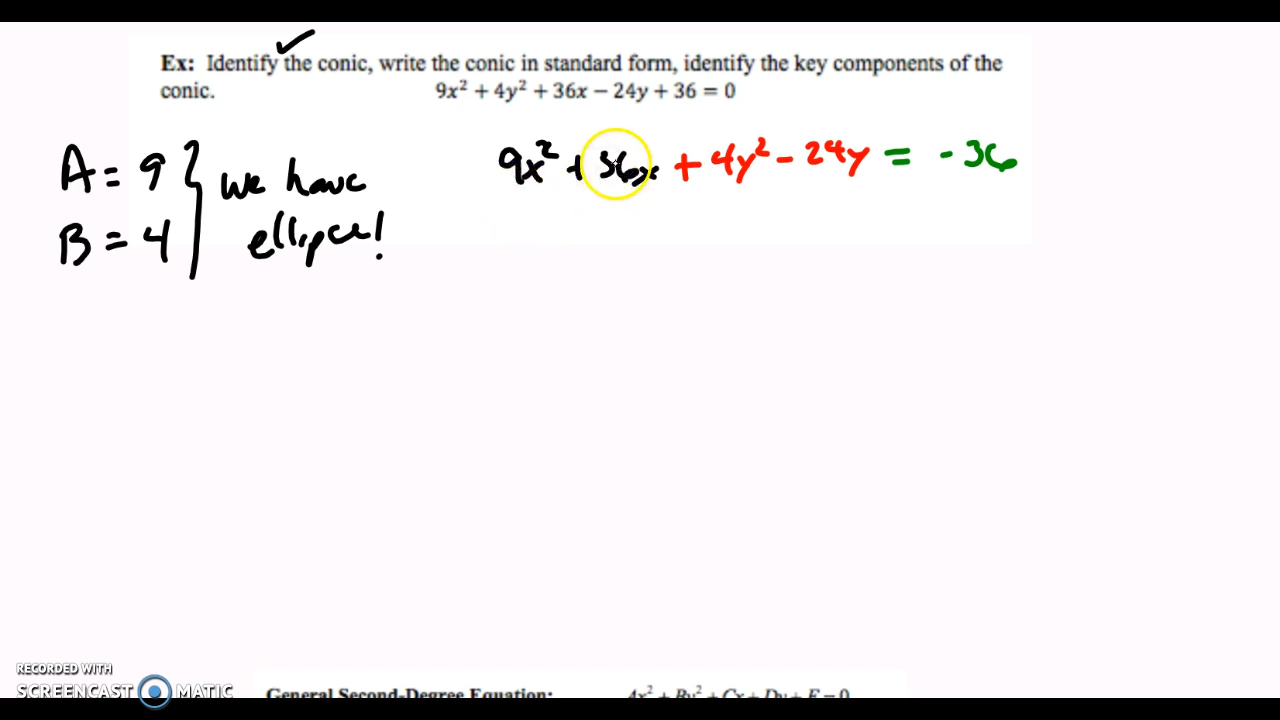 Ex: Identify the conic, write the conic in standard form, identify the key components of the
conic. 9x² + 4y² + 36x − 24y + 36 = 0
9x² + 36x + 4y² - 24y = - 36
A = 9
B = 4
we have
ellipse!
RECORDED WITH
SCREENCAST MATIC
General Second-Degree Equation: Ax² + By² + Cx + Dy + E = 0